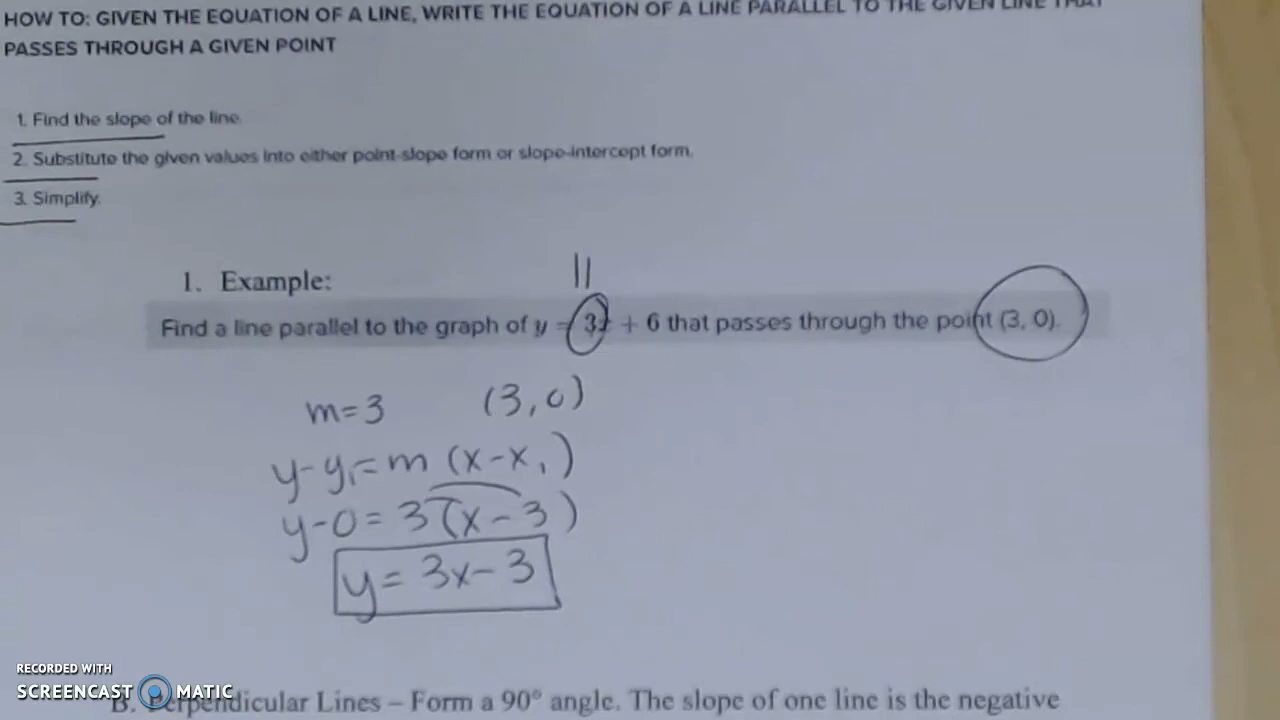 HOW TO: GIVEN THE EQUATION OF A LINE, WRITE THE EQUATION OF A LINE PARALLEL TO THE GIVEN LINE THAT
PASSES THROUGH A GIVEN POINT
1. Find the slope of the line.
2. Substitute the given values into either point-slope form or slope-intercept form.
3. Simplify.
1. Example:
||
Find a line parallel to the graph of y = 3x + 6 that passes through the point (3, 0).
m=3 (3,0)
y-y₁=m(x-x₁)
y-0=3(x-3)
y=3x-3
RECORDED WITH
SCREENCAST MATIC
B. Perpendicular Lines – Form a 90° angle. The slope of one line is the negative